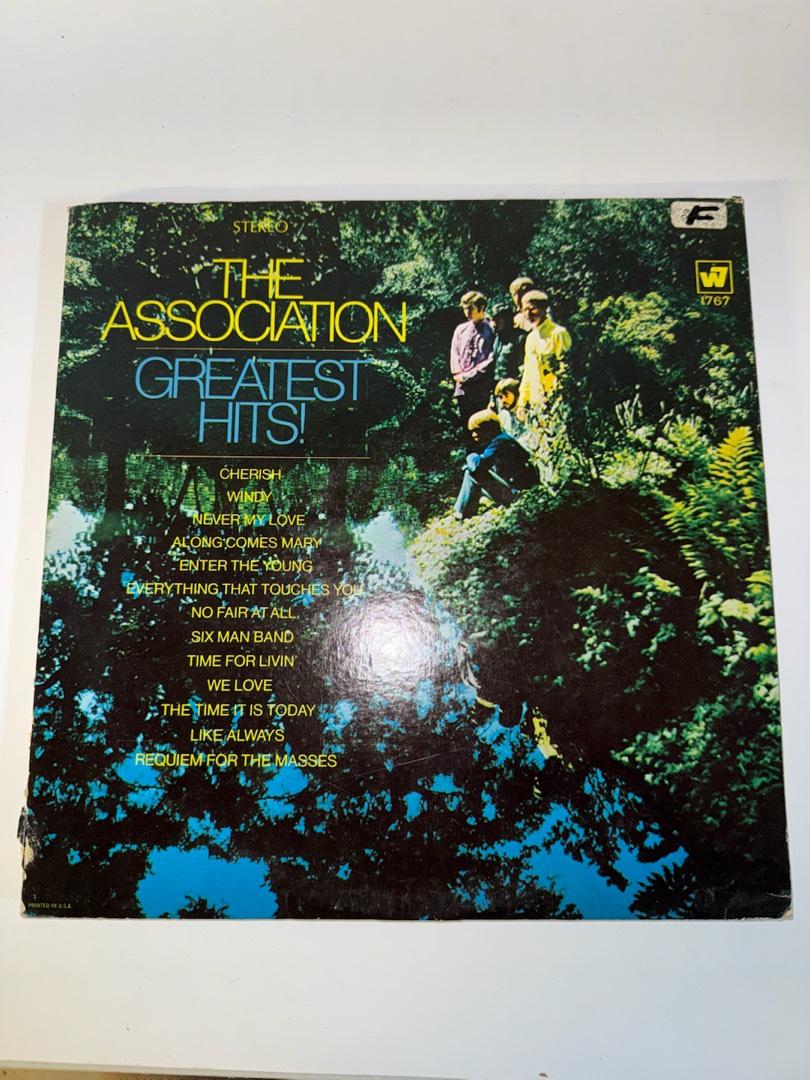 STEREO
F
THE
ASSOCIATION
W7
1767
GREATEST
HITS!
CHERISH
WINDY
NEVER MY LOVE
ALONG COMES MARY
ENTER THE YOUNG
EVERYTHING THAT TOUCHES YOU
NO FAIR AT ALL
SIX MAN BAND
TIME FOR LIVIN'
WE LOVE
THE TIME IT IS TODAY
LIKE ALWAYS
REQUIEM FOR THE MASSES
PRINTED IN U.S.A.